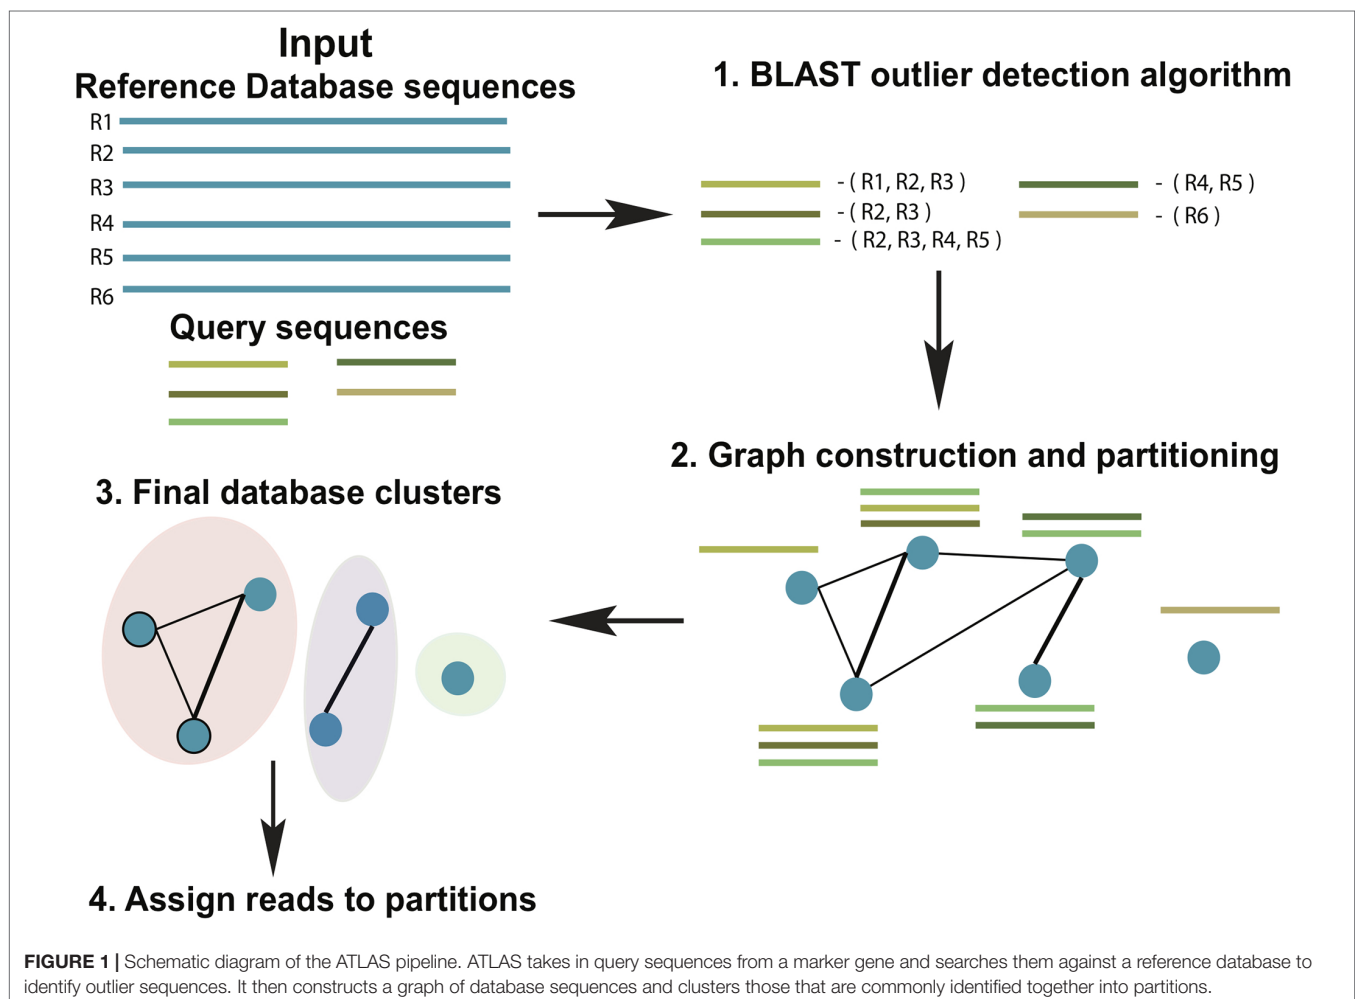 Input
Reference Database sequences
R1
R2
R3
R4
R5
R6
Query sequences
1. BLAST outlier detection algorithm
- ( R1, R2, R3 )
- ( R2, R3 )
- ( R2, R3, R4, R5 )
- ( R4, R5 )
- ( R6 )
2. Graph construction and partitioning
3. Final database clusters
4. Assign reads to partitions
FIGURE 1 | Schematic diagram of the ATLAS pipeline. ATLAS takes in query sequences from a marker gene and searches them against a reference database to
identify outlier sequences. It then constructs a graph of database sequences and clusters those that are commonly identified together into partitions.